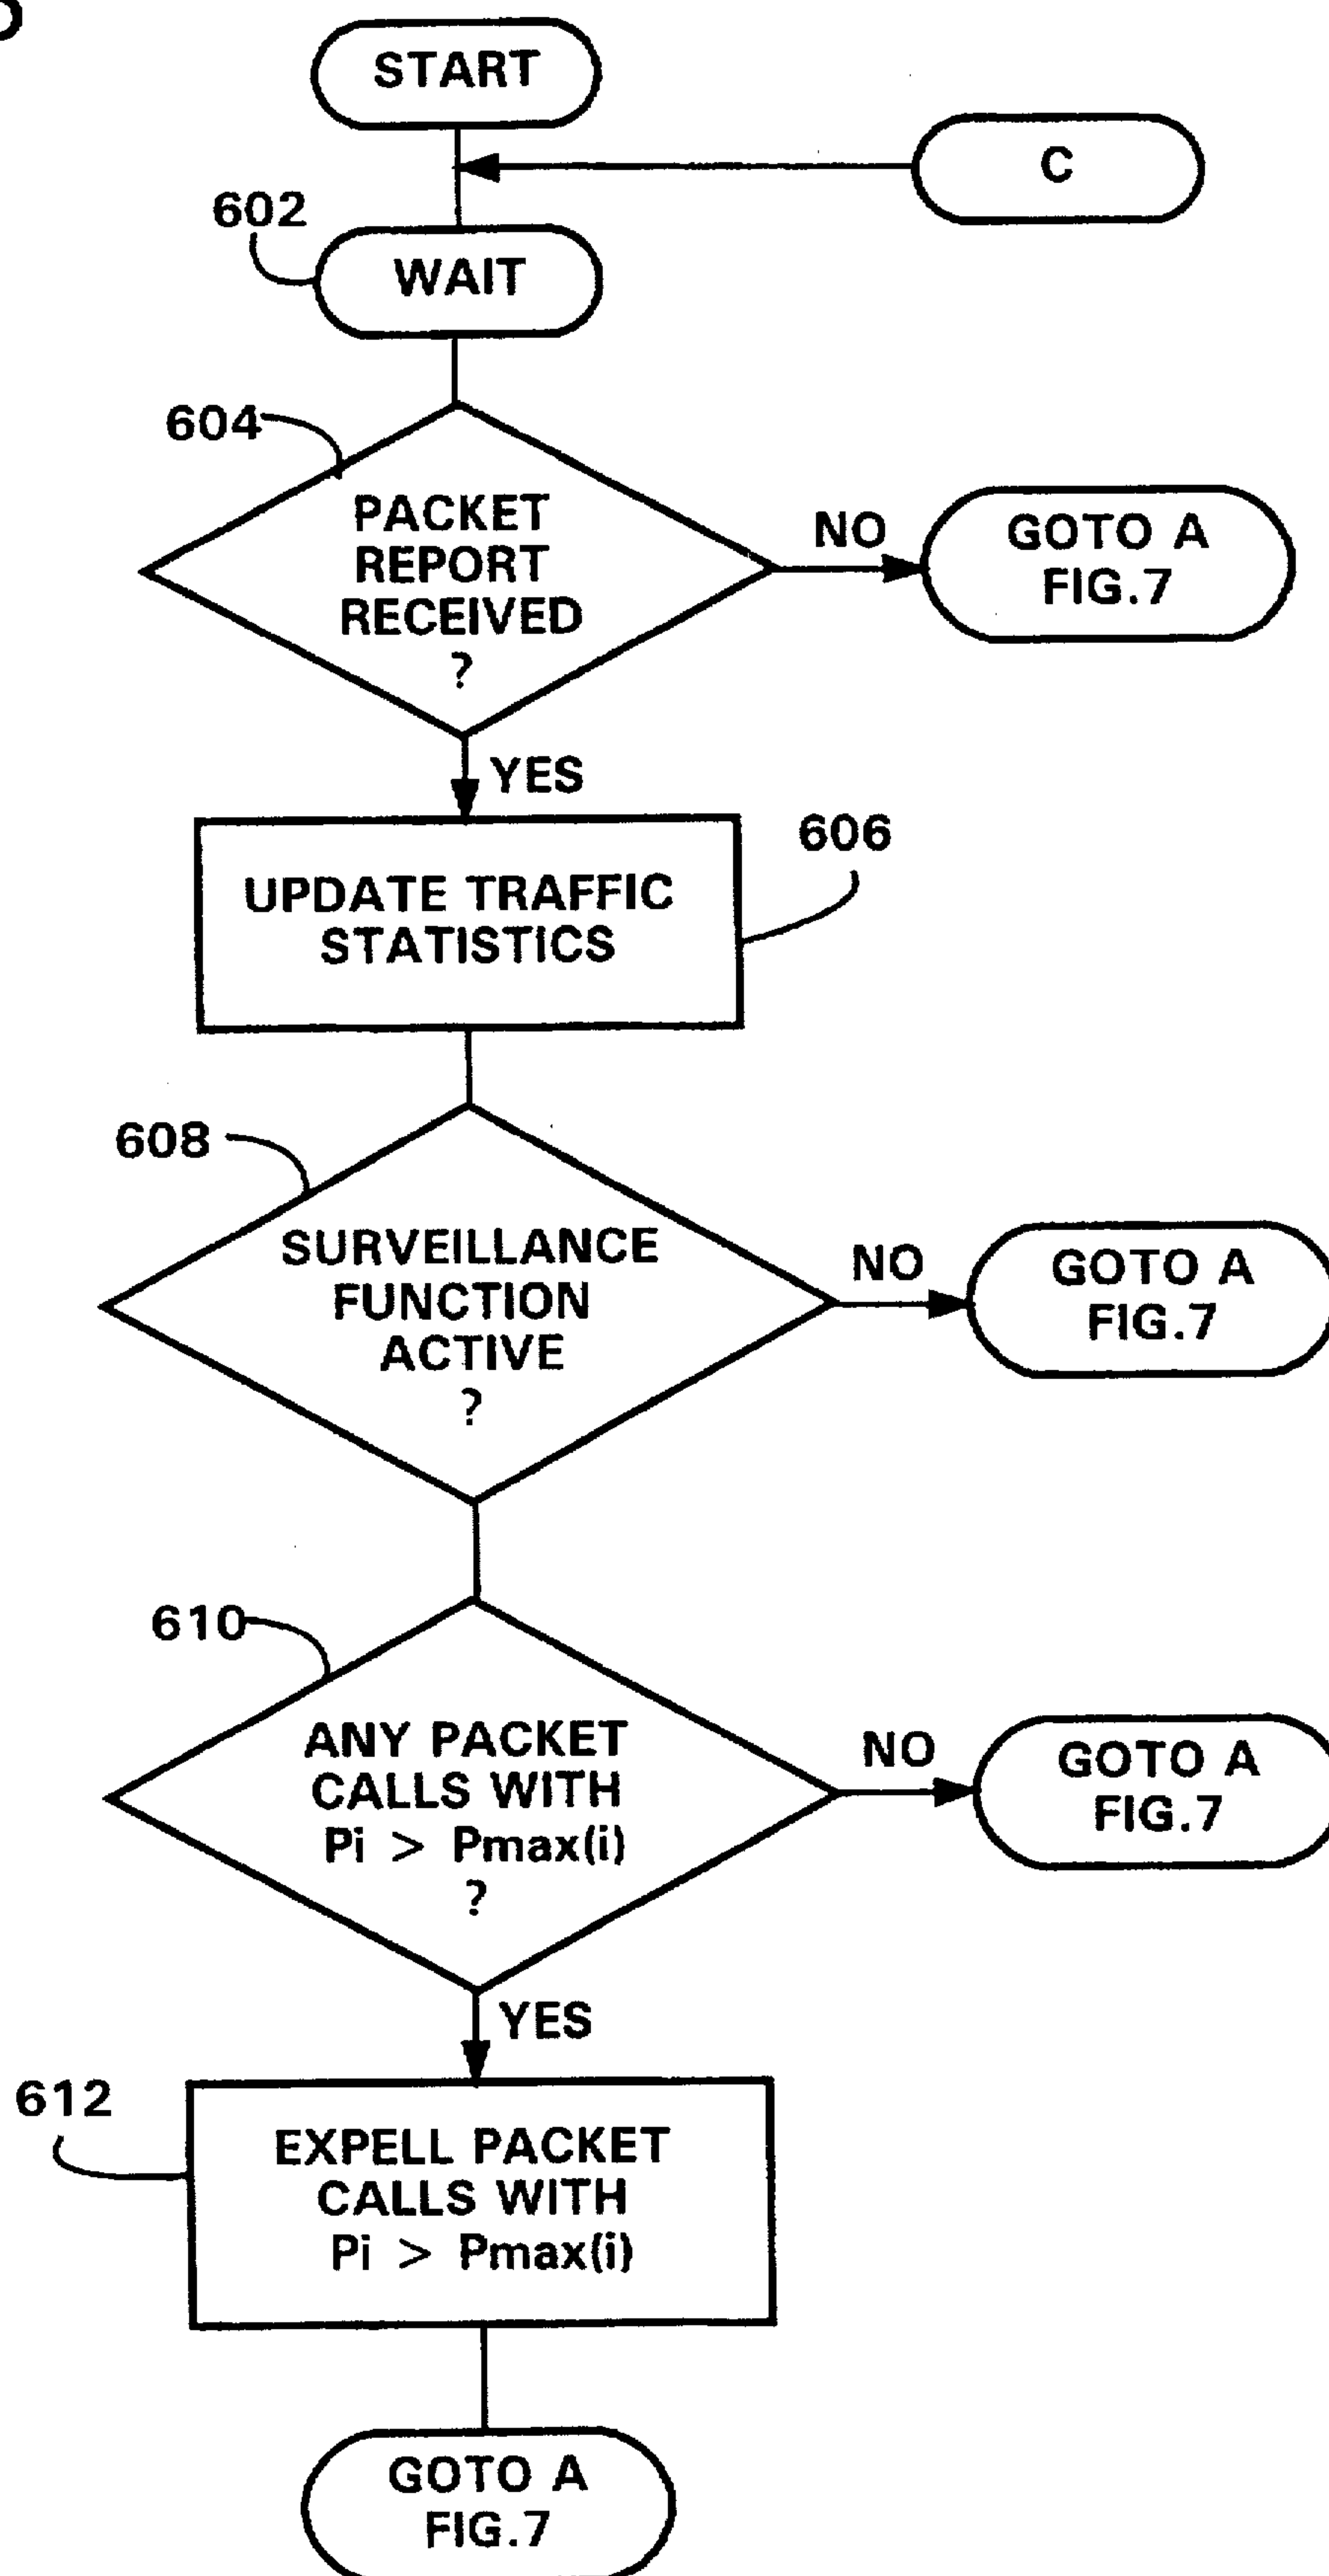 START
C
602
WAIT
604
PACKET
REPORT
RECEIVED
?
NO
GOTO A
FIG.7
YES
606
UPDATE TRAFFIC
STATISTICS
608
SURVEILLANCE
FUNCTION
ACTIVE
?
NO
GOTO A
FIG.7
610
ANY PACKET
CALLS WITH
Pi > Pmax(i)
?
NO
GOTO A
FIG.7
YES
612
EXPELL PACKET
CALLS WITH
Pi > Pmax(i)
GOTO A
FIG.7